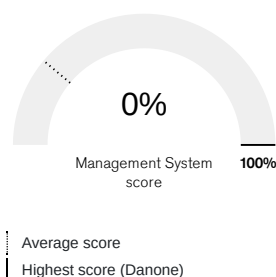 0%
Management System
score
100%
Average score
Highest score (Danone)